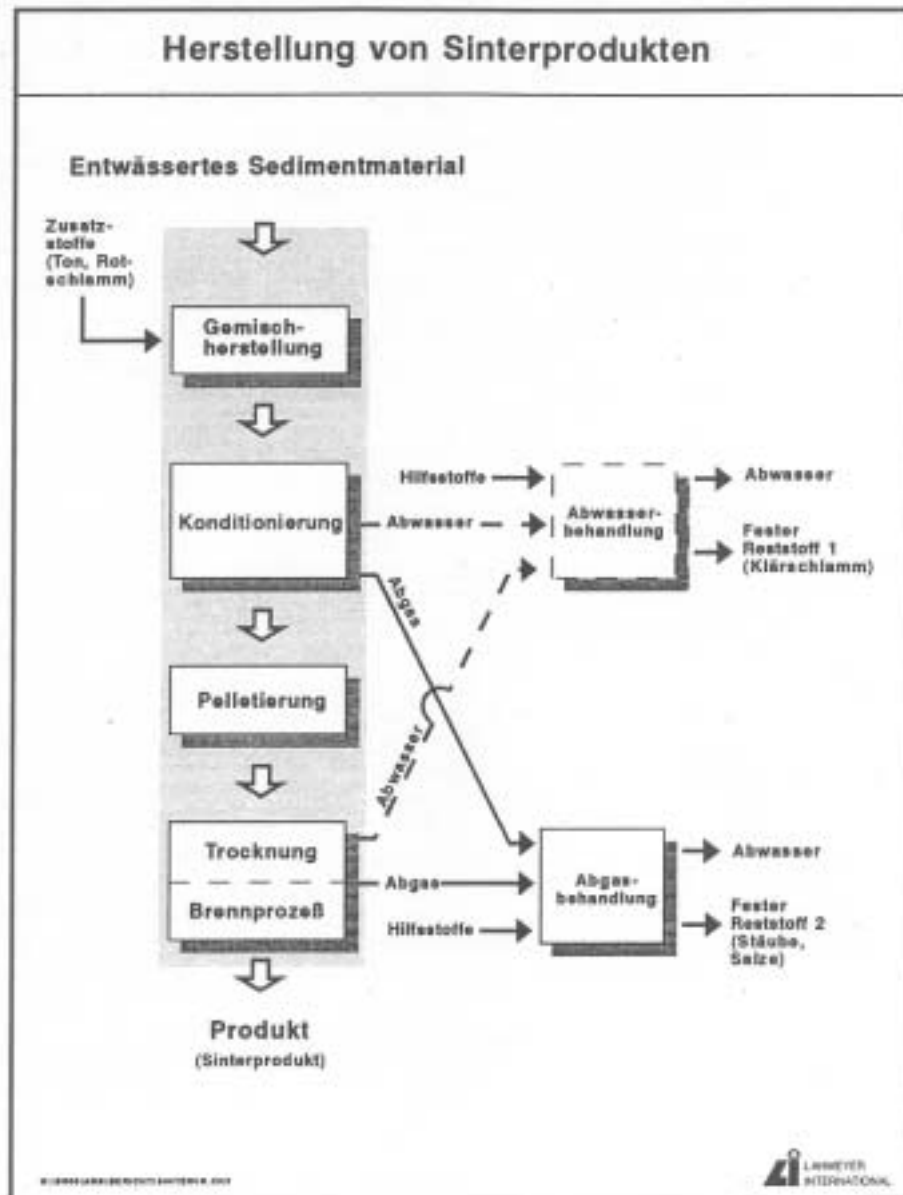 Herstellung von Sinterprodukten
Entwässertes Sedimentmaterial
Zusatz-
stoffe
(Ton, Rot-
schlamm)
Gemisch-
herstellung
Konditionierung
Hilfsstoffe
Abwasser
Abwasser-
behandlung
Abwasser
Fester
Reststoff 1
(Klärschlamm)
Abgas
Pelletierung
Abwasser
Trocknung
Brennprozeß
Abgas
Hilfsstoffe
Abgas-
behandlung
Abwasser
Fester
Reststoff 2
(Stäube,
Salze)
Produkt
(Sinterprodukt)
LAHMEYER
INTERNATIONAL